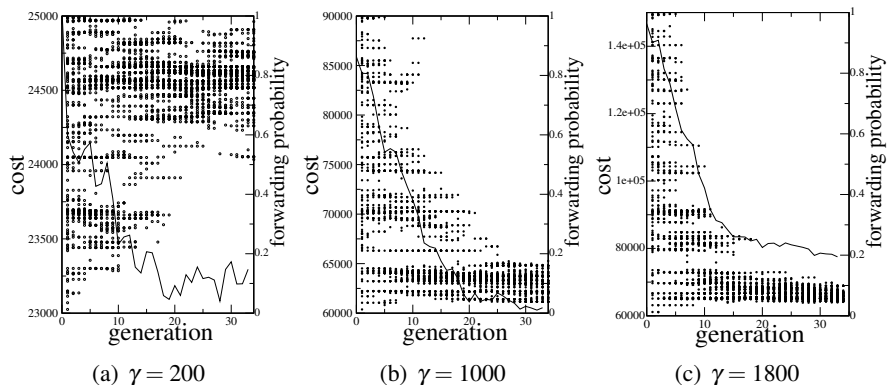 25000
24500
24000
23500
23000
cost
1
0.8
0.6
0.4
0.2
0
forwarding probability
0 10 20 30
generation
(a) γ = 200
90000
85000
80000
75000
70000
65000
60000
cost
1
0.8
0.6
0.4
0.2
0
forwarding probability
0 10 20 30
generation
(b) γ = 1000
1.4e+05
1.2e+05
1e+05
80000
60000
cost
1
0.8
0.6
0.4
0.2
0
forwarding probability
0 10 20 30
generation
(c) γ = 1800